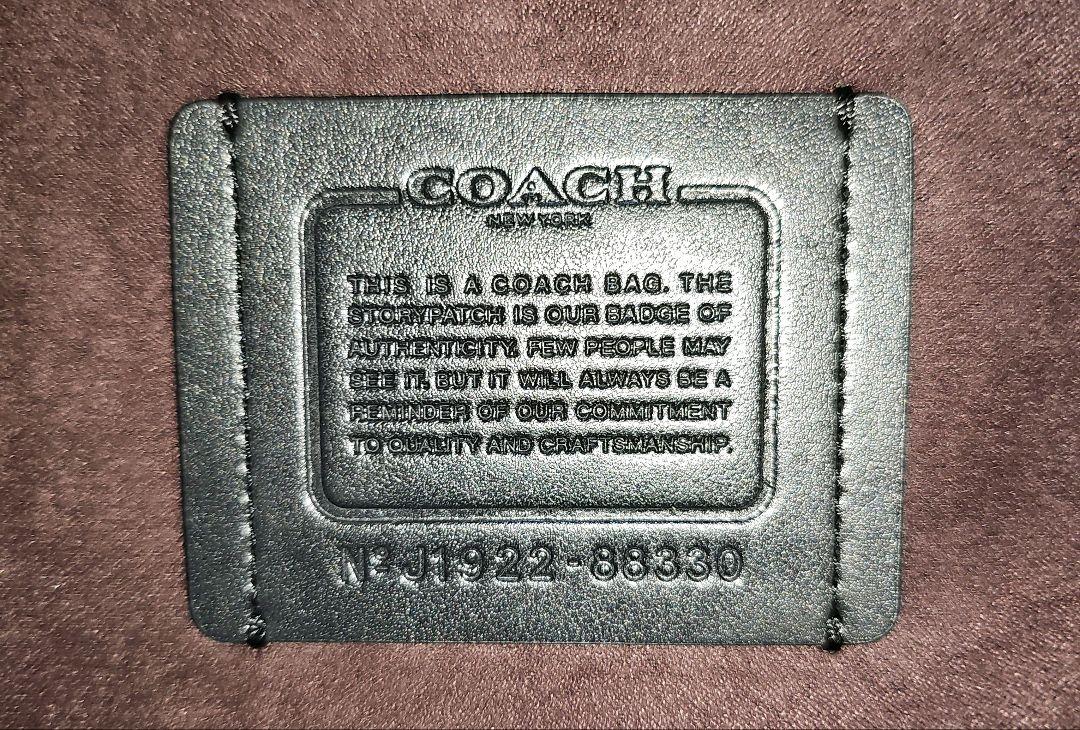 COACH
NEW YORK
THIS IS A COACH BAG. THE
STORYPATCH IS OUR BADGE OF
AUTHENTICITY. FEW PEOPLE MAY
SEE IT. BUT IT WILL ALWAYS BE A
REMINDER OF OUR COMMITMENT
TO QUALITY AND CRAFTSMANSHIP.
Nº J1922-88330